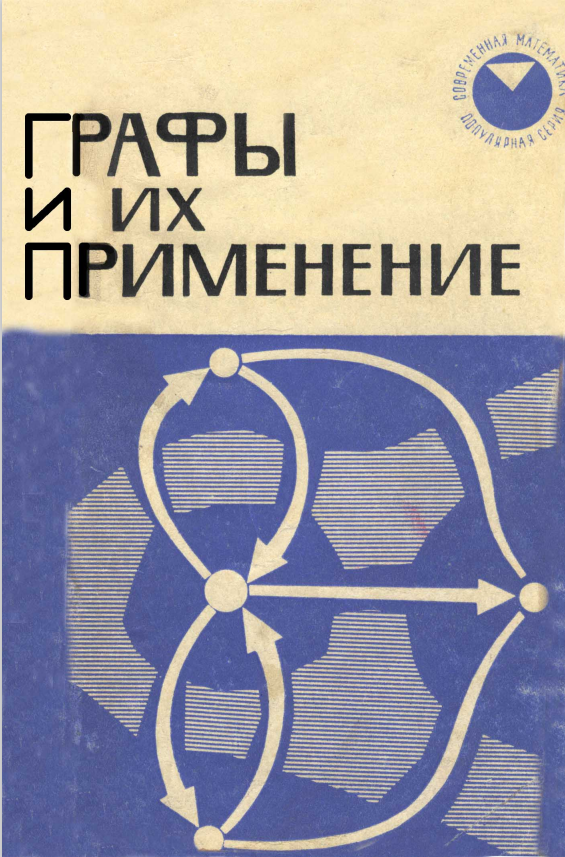 ГРАФЫ
И ИХ
ПРИМЕНЕНИЕ
СОВРЕМЕННАЯ МАТЕМАТИКА
ПОПУЛЯРНАЯ СЕРИЯ